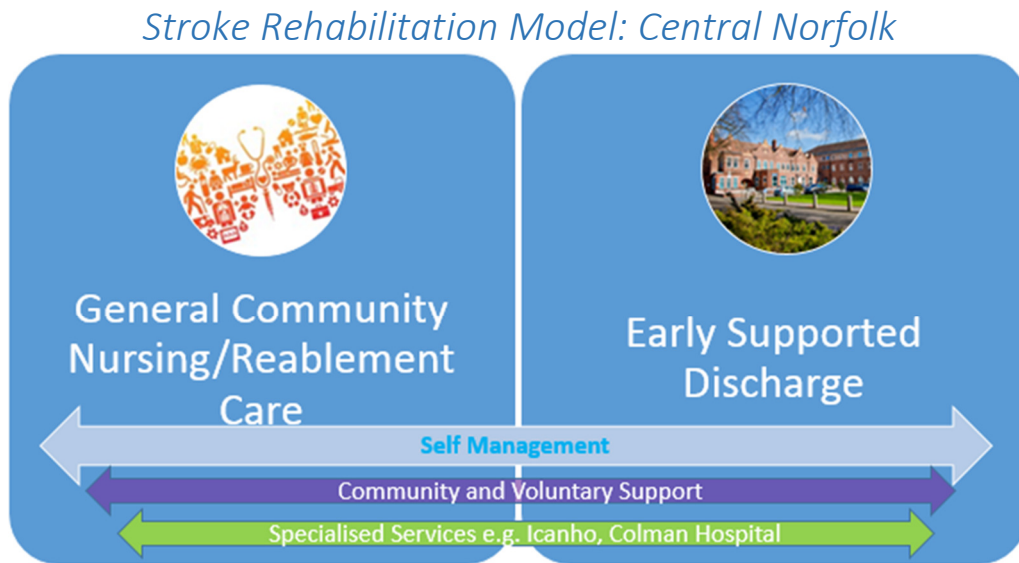 Stroke Rehabilitation Model: Central Norfolk
General Community
Nursing/Reablement
Care
Early Supported
Discharge
Self Management
Community and Voluntary Support
Specialised Services e.g. Icanho, Colman Hospital